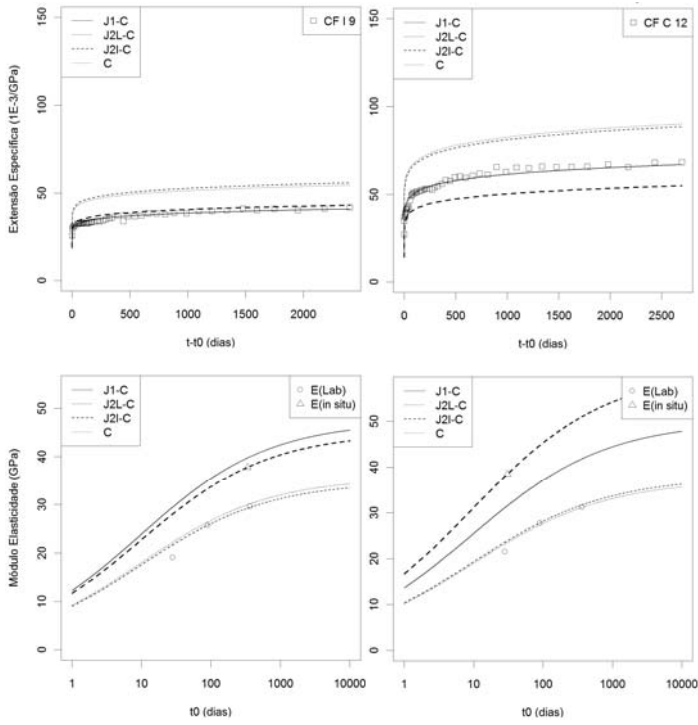 J1-C
J2L-C
J2I-C
C
CF I 9
Extensão Específica (1E-3/GPa)
150
100
50
0
0
500
1000
1500
2000
t-t0 (dias)
J1-C
J2L-C
J2I-C
C
CF C 12
150
100
50
0
0
500
1000
1500
2000
2500
t-t0 (dias)
J1-C
J2L-C
J2I-C
C
E(Lab)
E(in situ)
Módulo Elasticidade (GPa)
50
40
30
20
10
0
1
10
100
1000
10000
t0 (dias)
J1-C
J2L-C
J2I-C
C
E(Lab)
E(in situ)
50
40
30
20
10
0
1
10
100
1000
10000
t0 (dias)